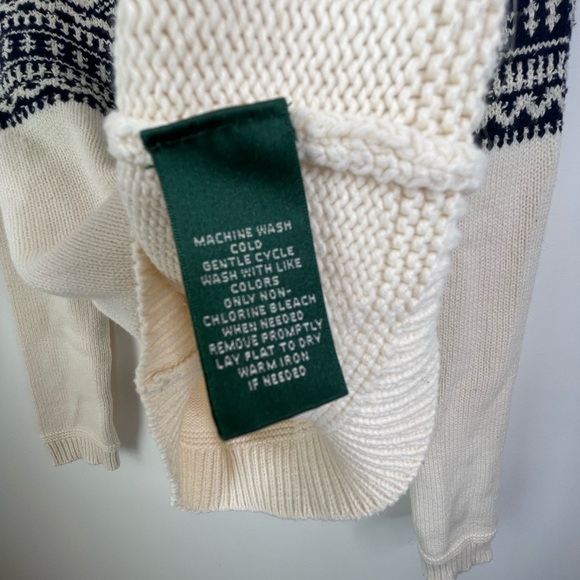 MACHINE WASH
COLD
GENTLE CYCLE
WASH WITH LIKE
COLORS
ONLY NON-
CHLORINE BLEACH
WHEN NEEDED
REMOVE PROMPTLY
LAY FLAT TO DRY
WARM IRON
IF NEEDED